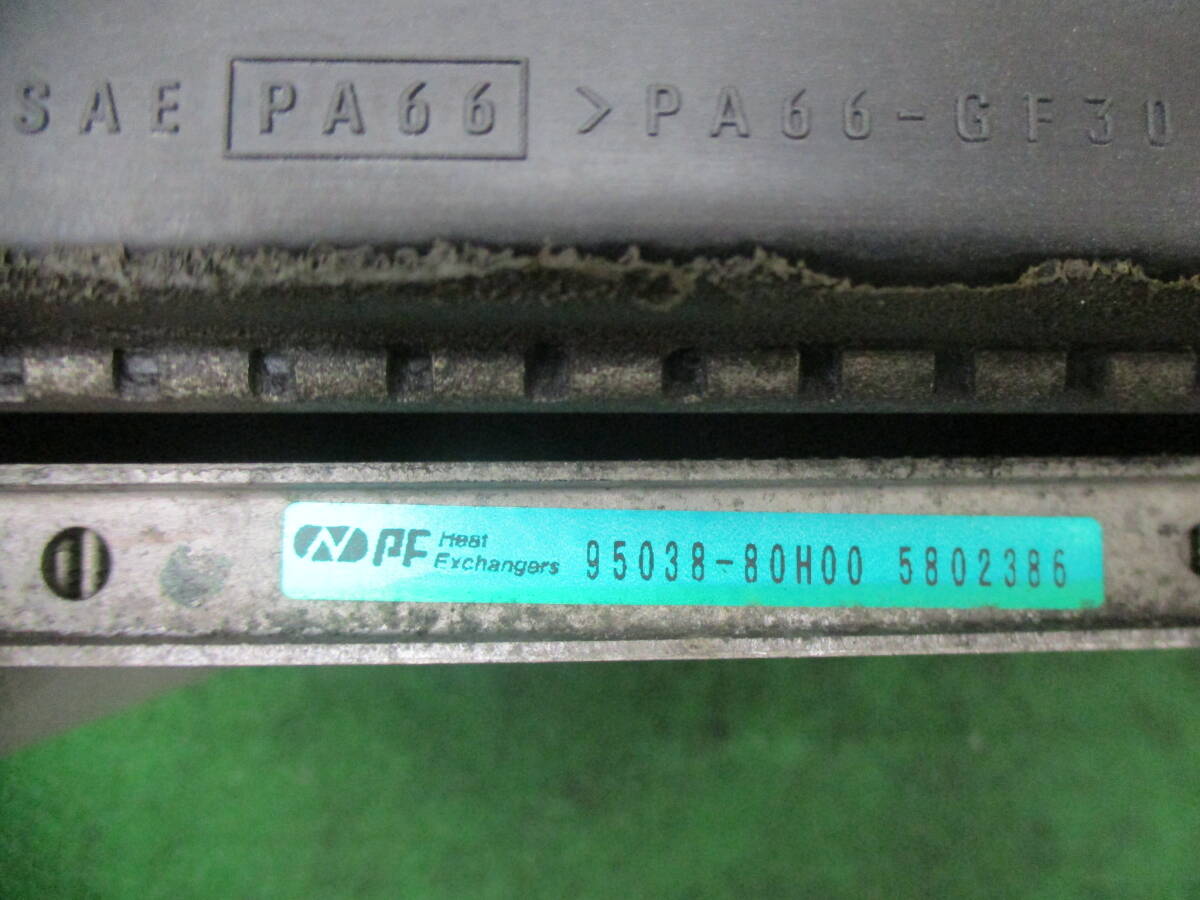 SAE PA66 >PA66-GF30
PF Heat Exchangers 95038-80H00 5802386